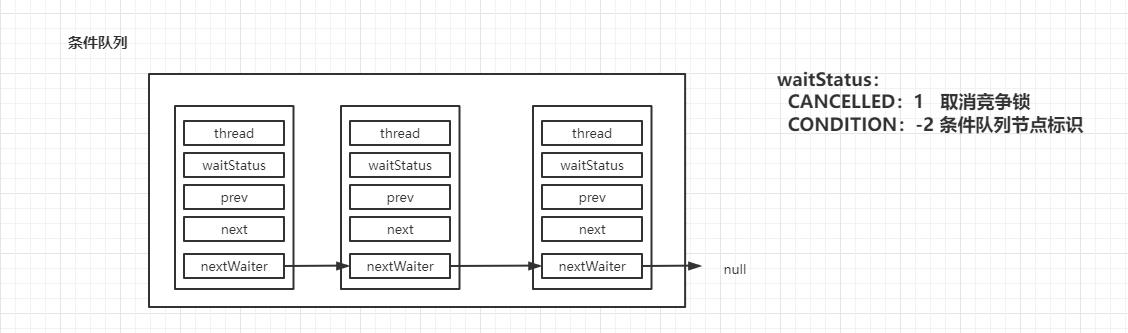 条件队列
waitStatus：
CANCELLED：1 取消竞争锁
CONDITION：-2 条件队列节点标识
thread
waitStatus
prev
next
nextWaiter
thread
waitStatus
prev
next
nextWaiter
thread
waitStatus
prev
next
nextWaiter
null